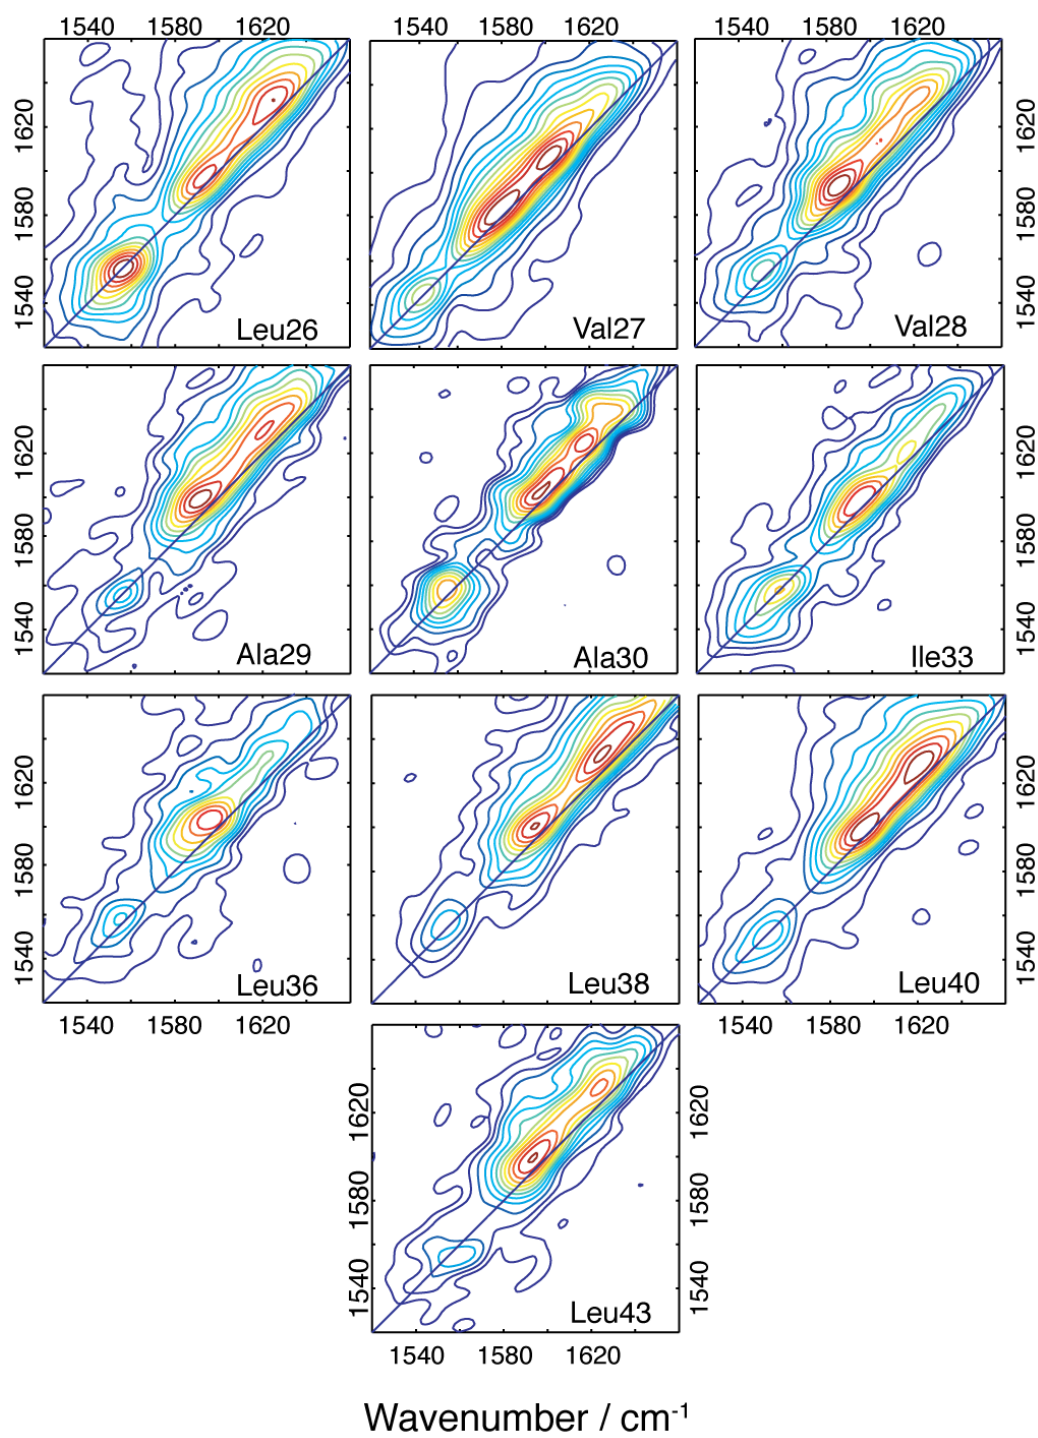 1540 1580 1620 1540 1580 1620 1540 1580 1620
1620 1580 1540 Leu26 Val27 Val28 1620 1580 1540
1620 1580 1540 Ala29 Ala30 Ile33 1620 1580 1540
1620 1580 1540 Leu36 Leu38 Leu40 1620 1580 1540
1540 1580 1620 1540 1580 1620
1620 1580 1540 Leu43 1620 1580 1540
1540 1580 1620
Wavenumber / cm-1